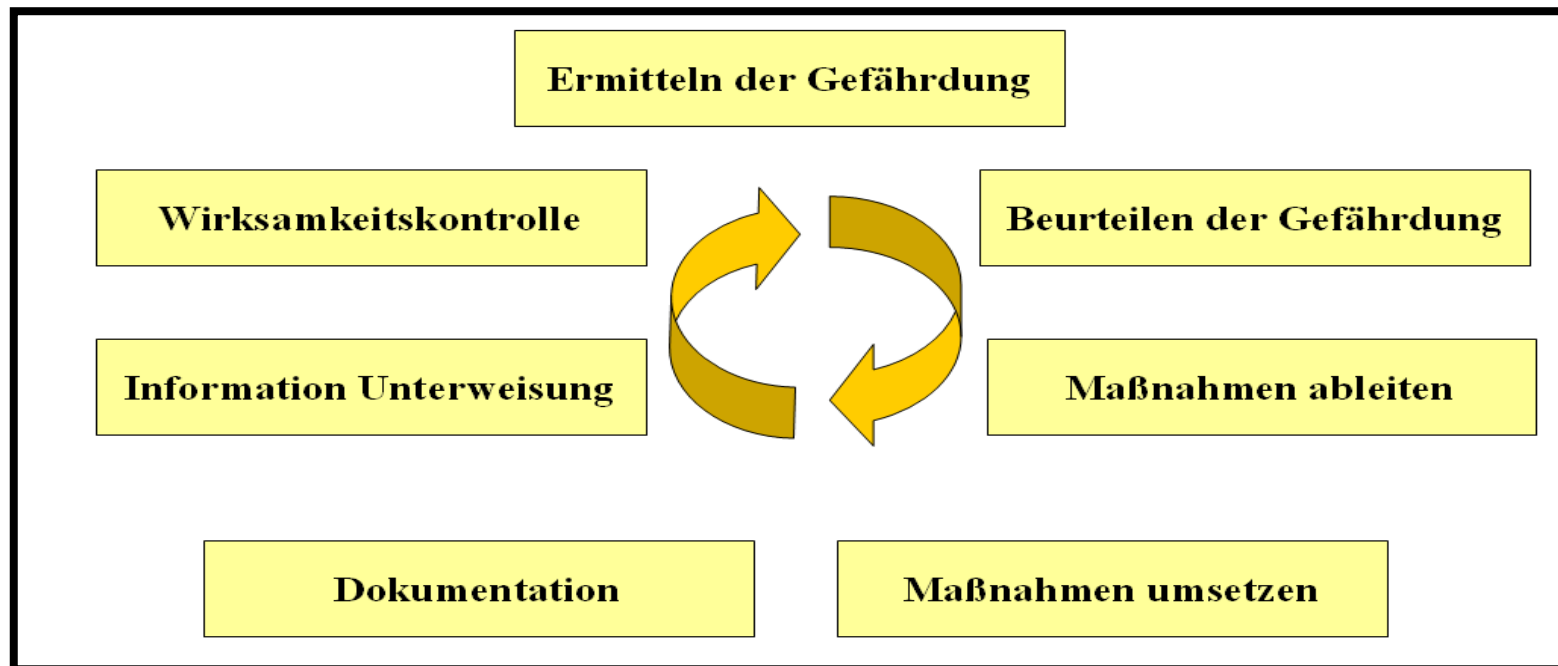 Ermitteln der Gefährdung
Wirksamkeitskontrolle
Beurteilen der Gefährdung
Information Unterweisung
Maßnahmen ableiten
Dokumentation
Maßnahmen umsetzen